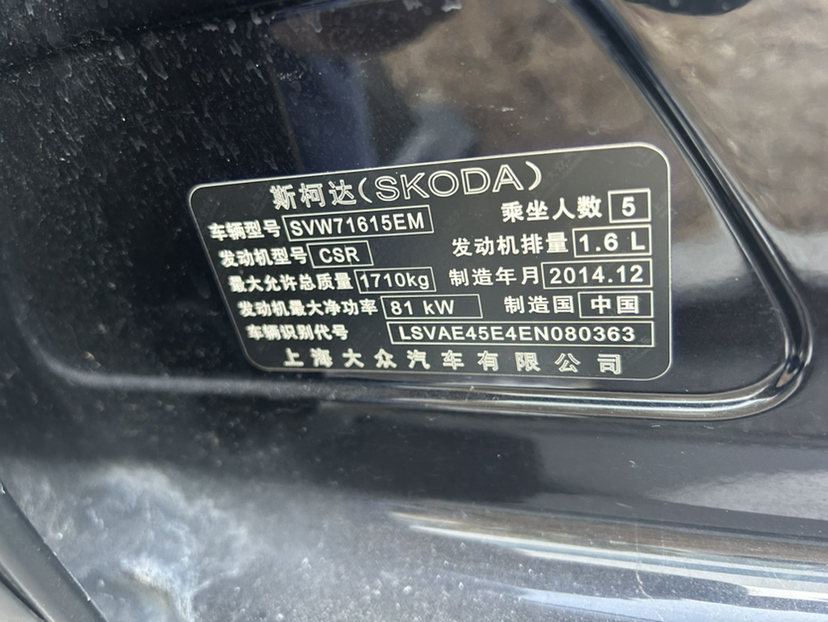 斯柯达(SKODA)
车辆型号 SVW71615EM 乘坐人数 5
发动机型号 CSR 发动机排量 1.6 L
最大允许总质量 1710kg 制造年月 2014.12
发动机最大净功率 81 kW 制造国 中国
车辆识别代号 LSVAE45E4EN080363
上海大众汽车有限公司